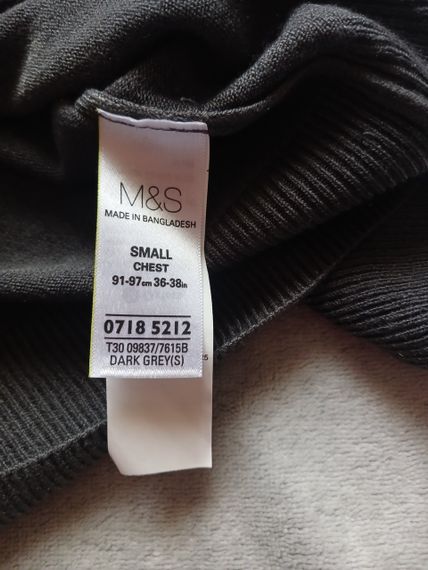 M&S
MADE IN BANGLADESH
SMALL
CHEST
91-97cm 36-38in
0718 5212
T30 09837/7615B
DARK GREY(S)